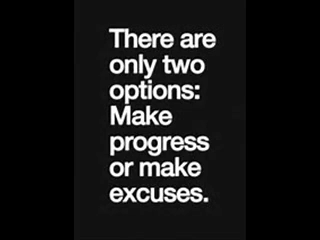 There are
only two
options:
Make
progress
or make
excuses.